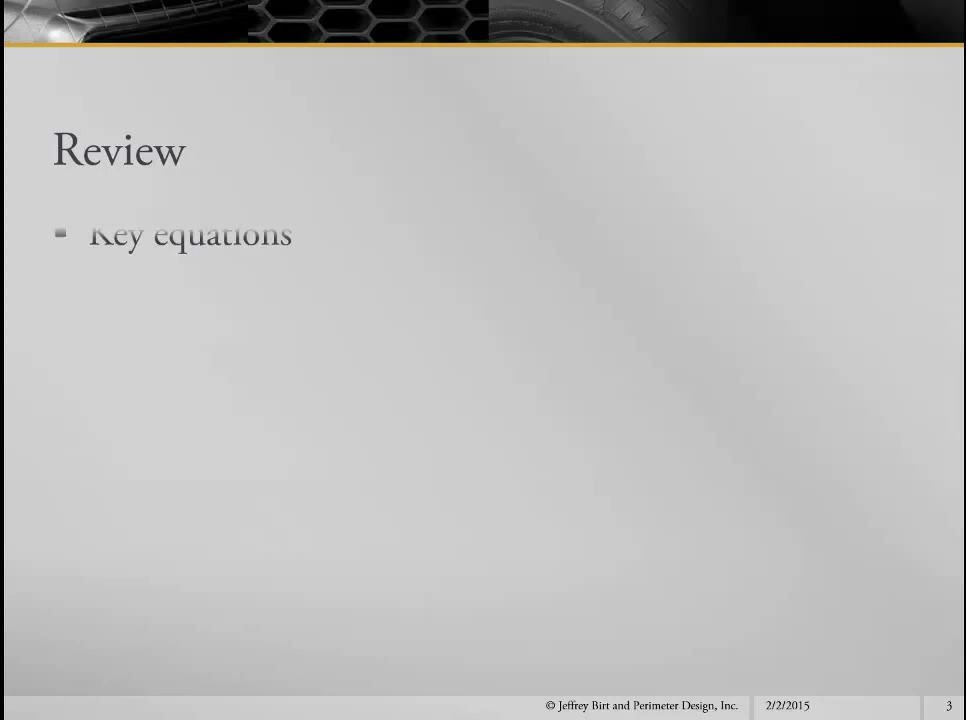 Review
Key equations
© Jeffrey Birt and Perimeter Design, Inc.
2/2/2015
3